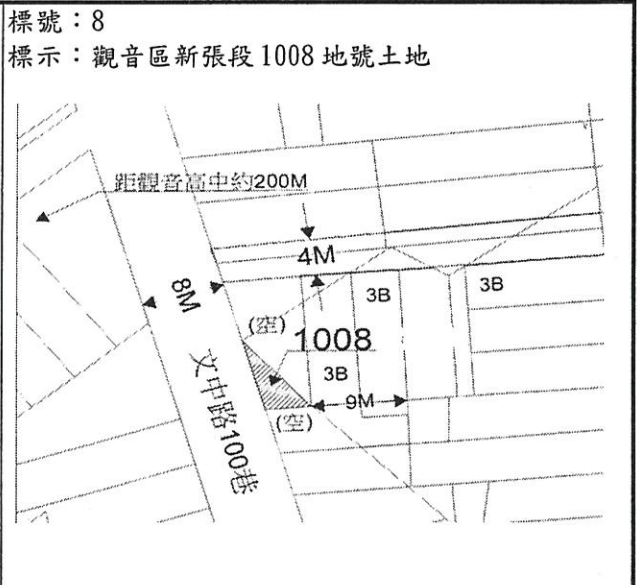 標號：8
標示：觀音區新張段1008地號土地
距觀音高中約200M
4M
8M
3B
3B
(空)
1008
3B
9M
(空)
文中路100巷